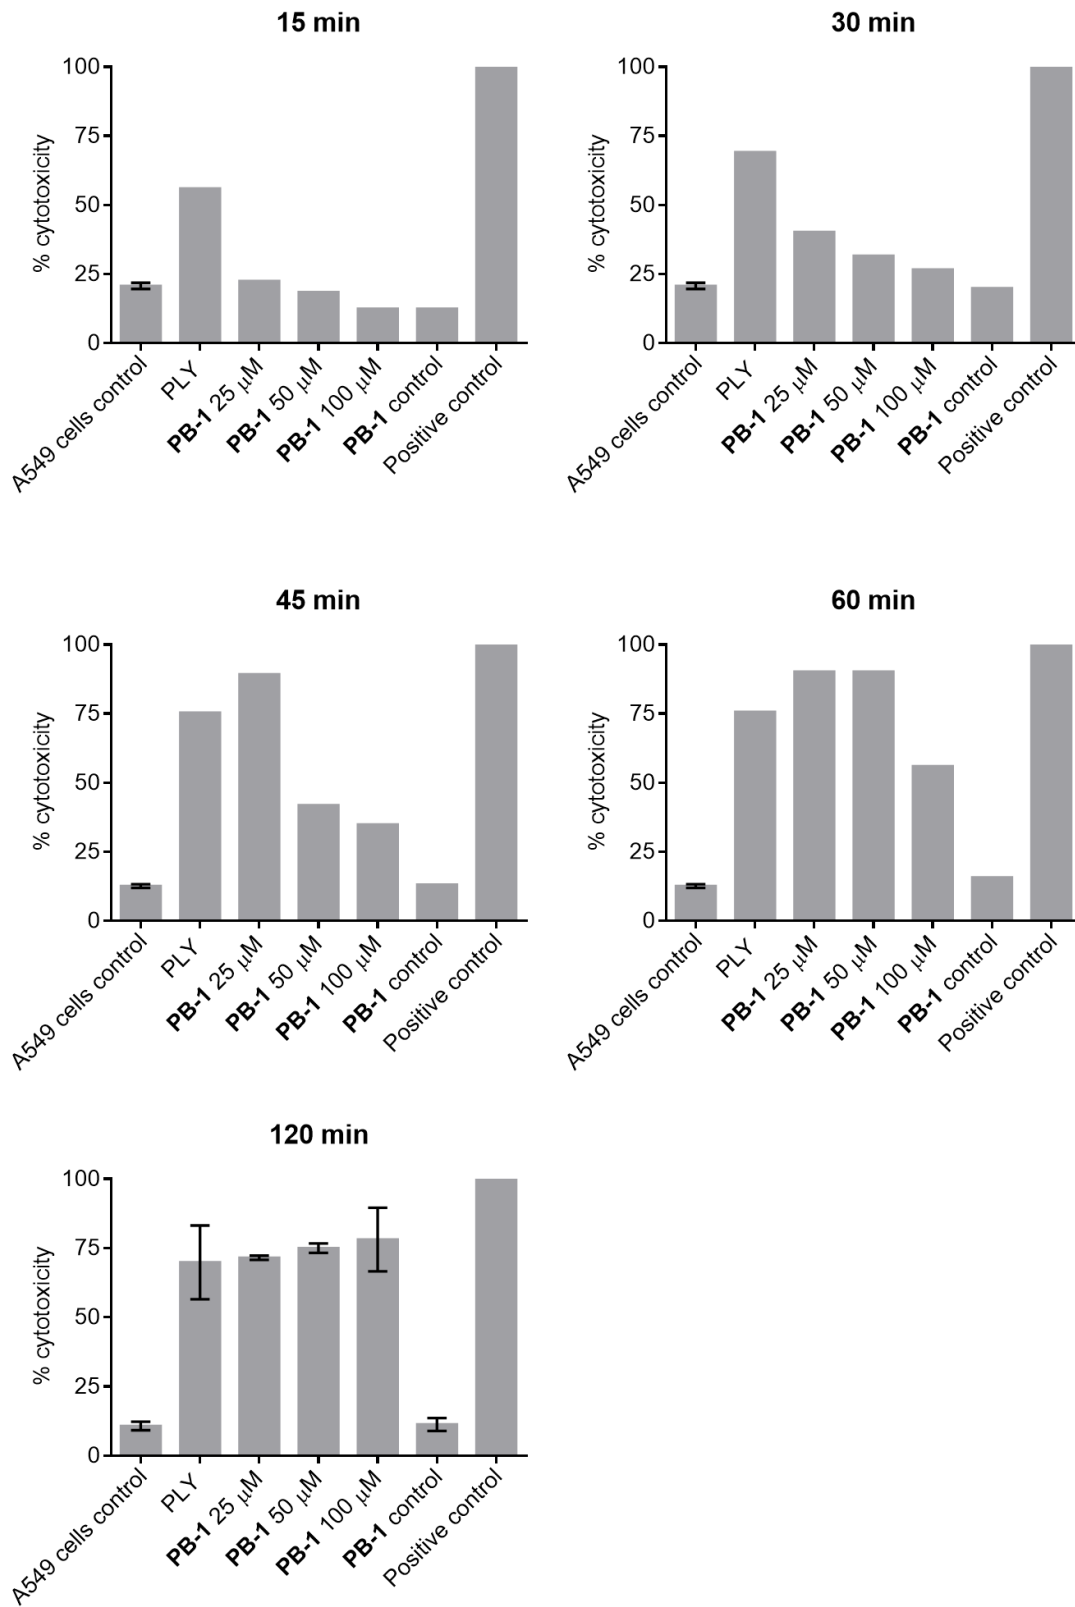 15 min
% cytotoxicity
100
75
50
25
0
A549 cells control
PLY
PB-1 25 μM
PB-1 50 μM
PB-1 100 μM
PB-1 control
Positive control
30 min
% cytotoxicity
100
75
50
25
0
A549 cells control
PLY
PB-1 25 μM
PB-1 50 μM
PB-1 100 μM
PB-1 control
Positive control
45 min
% cytotoxicity
100
75
50
25
0
A549 cells control
PLY
PB-1 25 μM
PB-1 50 μM
PB-1 100 μM
PB-1 control
Positive control
60 min
% cytotoxicity
100
75
50
25
0
A549 cells control
PLY
PB-1 25 μM
PB-1 50 μM
PB-1 100 μM
PB-1 control
Positive control
120 min
% cytotoxicity
100
75
50
25
0
A549 cells control
PLY
PB-1 25 μM
PB-1 50 μM
PB-1 100 μM
PB-1 control
Positive control